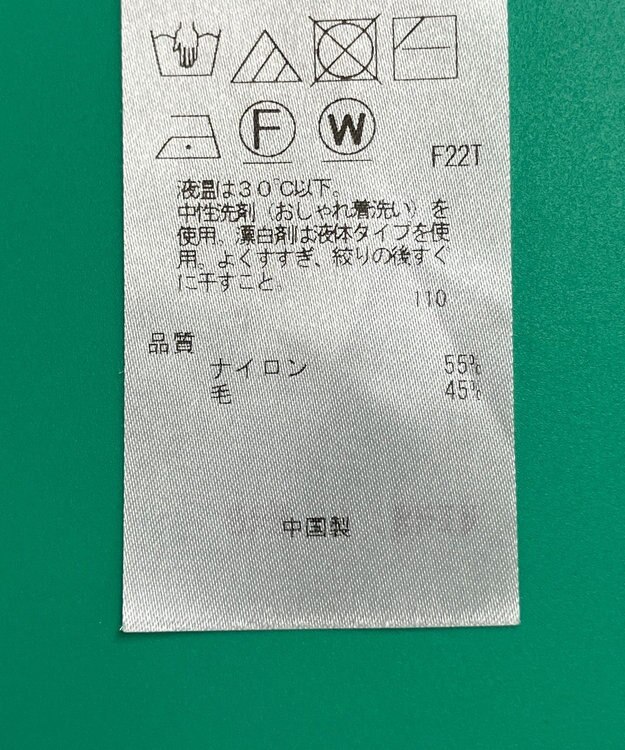 F
W
F22T
液温は30℃以下。
中性洗剤（おしゃれ着洗い）を
使用。漂白剤は液体タイプを使
用。よくすすぎ、絞りの後すぐ
に干すこと。
110
品質
ナイロン 55%
毛 45%
中国製